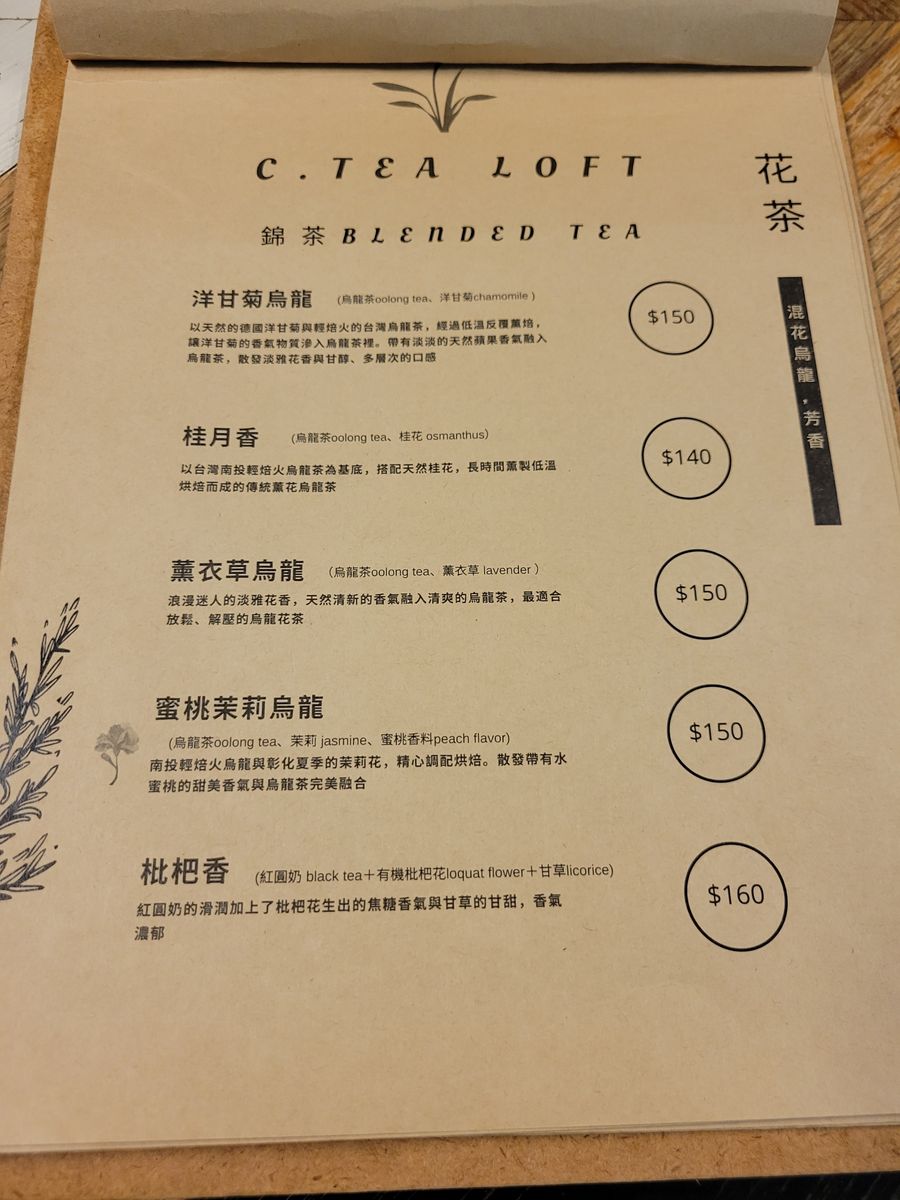 C.TEA LOFT
錦茶BLENDED TEA
花茶
混花烏龍，芳香
洋甘菊烏龍 (烏龍茶oolong tea、洋甘菊chamomile )
$150
以天然的德國洋甘菊與輕焙火的台灣烏龍茶，經過低溫反覆薰焙，
讓洋甘菊的香氣物質滲入烏龍茶裡。帶有淡淡的天然蘋果香氣融入
烏龍茶，散發淡雅花香與甘醇、多層次的口感
桂月香 (烏龍茶oolong tea、桂花 osmanthus)
$140
以台灣南投輕焙火烏龍茶為基底，搭配天然桂花，長時間薰製低溫
烘焙而成的傳統薰花烏龍茶
薰衣草烏龍 (烏龍茶oolong tea、薰衣草 lavender )
$150
浪漫迷人的淡雅花香，天然清新的香氣融入清爽的烏龍茶，最適合
放鬆、解壓的烏龍花茶
蜜桃茉莉烏龍
$150
(烏龍茶oolong tea、茉莉 jasmine、蜜桃香料peach flavor)
南投輕焙火烏龍與彰化夏季的茉莉花，精心調配烘焙。散發帶有水
蜜桃的甜美香氣與烏龍茶完美融合
枇杷香 (紅圓奶 black tea＋有機枇杷花loquat flower＋甘草licorice)
$160
紅圓奶的滑潤加上了枇杷花生出的焦糖香氣與甘草的甘甜，香氣
濃郁